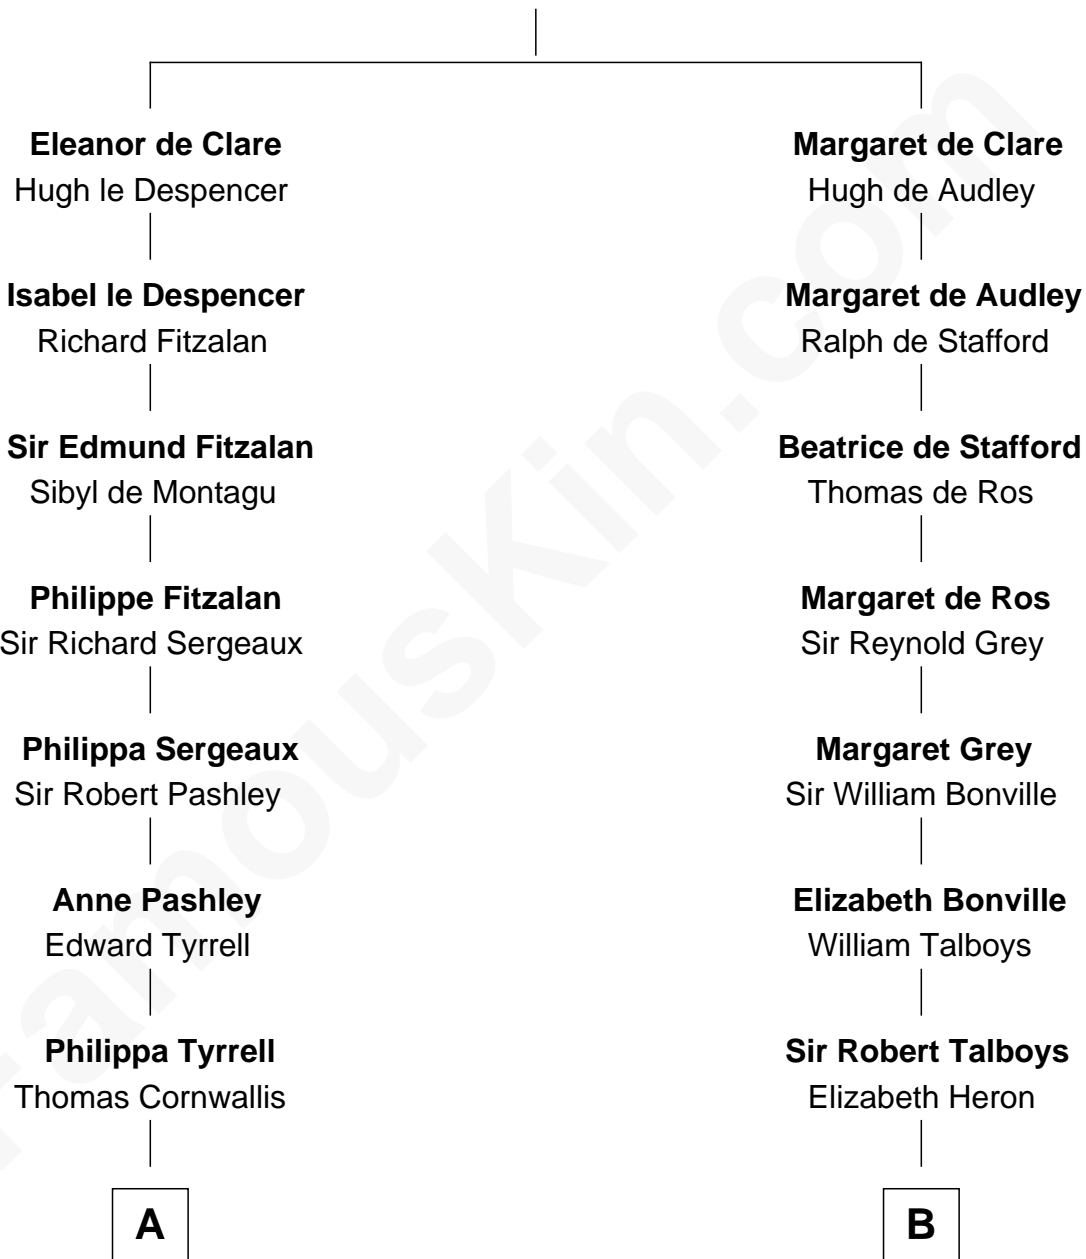 Eleanor de Clare
Hugh le Despencer
Margaret de Clare
Hugh de Audley
Isabel le Despencer
Richard Fitzalan
Margaret de Audley
Ralph de Stafford
Sir Edmund Fitzalan
Sibyl de Montagu
Beatrice de Stafford
Thomas de Ros
Philippe Fitzalan
Sir Richard Sergeaux
Margaret de Ros
Sir Reynold Grey
Philippa Sergeaux
Sir Robert Pashley
Margaret Grey
Sir William Bonville
Anne Pashley
Edward Tyrrell
Elizabeth Bonville
William Talboys
Philippa Tyrrell
Thomas Cornwallis
Sir Robert Talboys
Elizabeth Heron
A
B
FamousKin.com